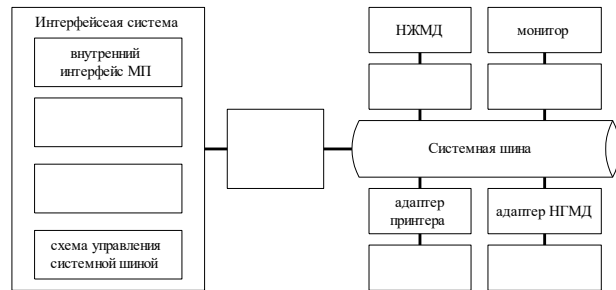 Интерфейсеая система
внутренний
интерфейс МП
схема управления
системной шиной
НЖМД
монитор
Системная шина
адаптер
принтера
адаптер НГМД